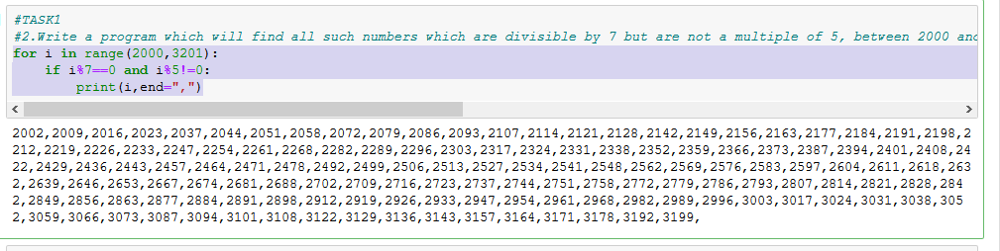 #TASK1
#2.Write a program which will find all such numbers which are divisible by 7 but are not a multiple of 5, between 2000 and
for i in range(2000,3201):
    if i%7==0 and i%5!=0:
        print(i,end=",")
2002,2009,2016,2023,2037,2044,2051,2058,2072,2079,2086,2093,2107,2114,2121,2128,2142,2149,2156,2163,2177,2184,2191,2198,2
212,2219,2226,2233,2247,2254,2261,2268,2282,2289,2296,2303,2317,2324,2331,2338,2352,2359,2366,2373,2387,2394,2401,2408,24
22,2429,2436,2443,2457,2464,2471,2478,2492,2499,2506,2513,2527,2534,2541,2548,2562,2569,2576,2583,2597,2604,2611,2618,263
2,2639,2646,2653,2667,2674,2681,2688,2702,2709,2716,2723,2737,2744,2751,2758,2772,2779,2786,2793,2807,2814,2821,2828,284
2,2849,2856,2863,2877,2884,2891,2898,2912,2919,2926,2933,2947,2954,2961,2968,2982,2989,2996,3003,3017,3024,3031,3038,305
2,3059,3066,3073,3087,3094,3101,3108,3122,3129,3136,3143,3157,3164,3171,3178,3192,3199,